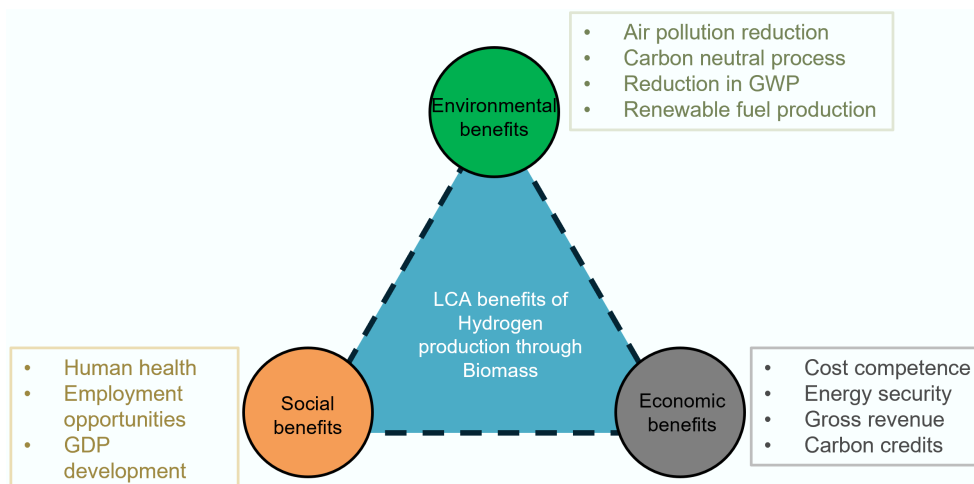 • Air pollution reduction
• Carbon neutral process
• Reduction in GWP
• Renewable fuel production
Environmental
benefits
LCA benefits of
Hydrogen
production through
Biomass
• Human health
• Employment
opportunities
• GDP
development
Social
benefits
Economic
benefits
• Cost competence
• Energy security
• Gross revenue
• Carbon credits